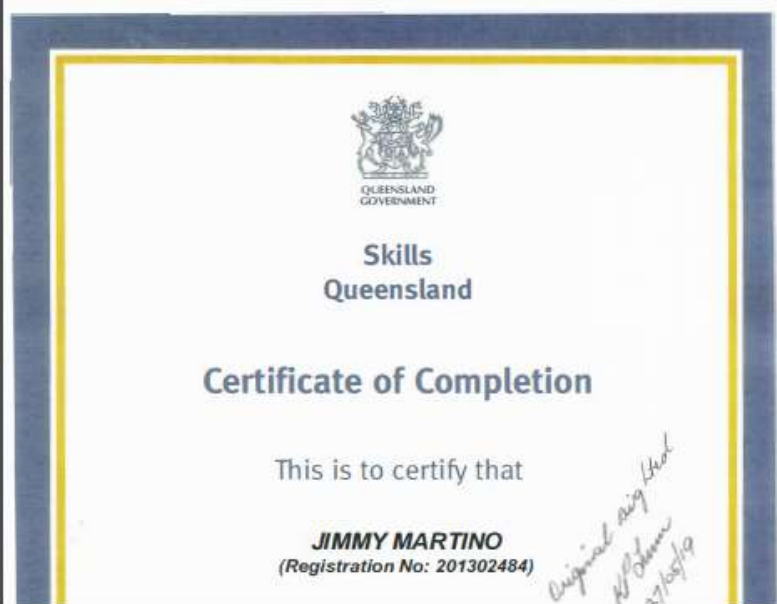 QUEENSLAND
GOVERNMENT
Skills
Queensland
Certificate of Completion
This is to certify that
JIMMY MARTINO
(Registration No: 201302484)
Original sighted